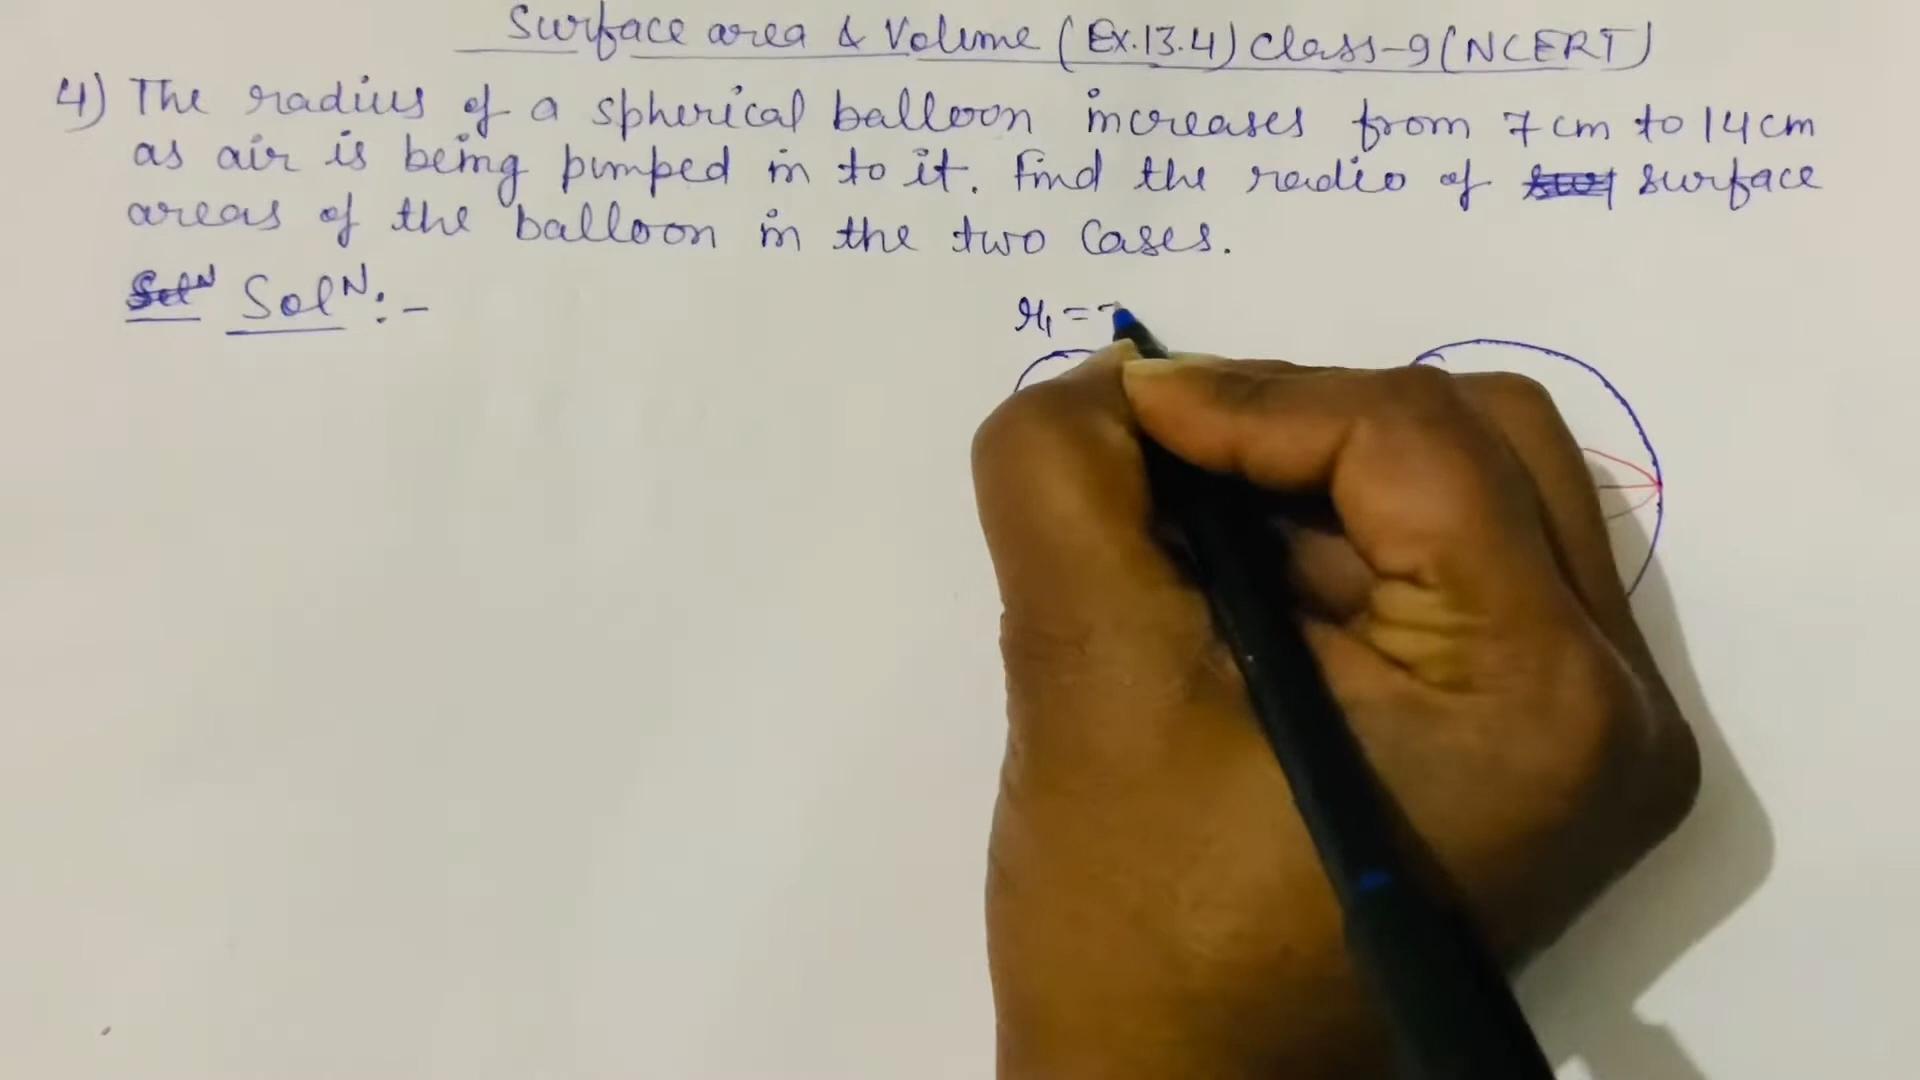 Surface area & Volume (Ex.13.4) Class-9 (NCERT)
4) The radius of a spherical balloon increases from 7 cm to 14 cm
as air is being pumped in to it. Find the radio of surface
areas of the balloon in the two cases.
Solᴺ Solᴺ:-
r₁ =